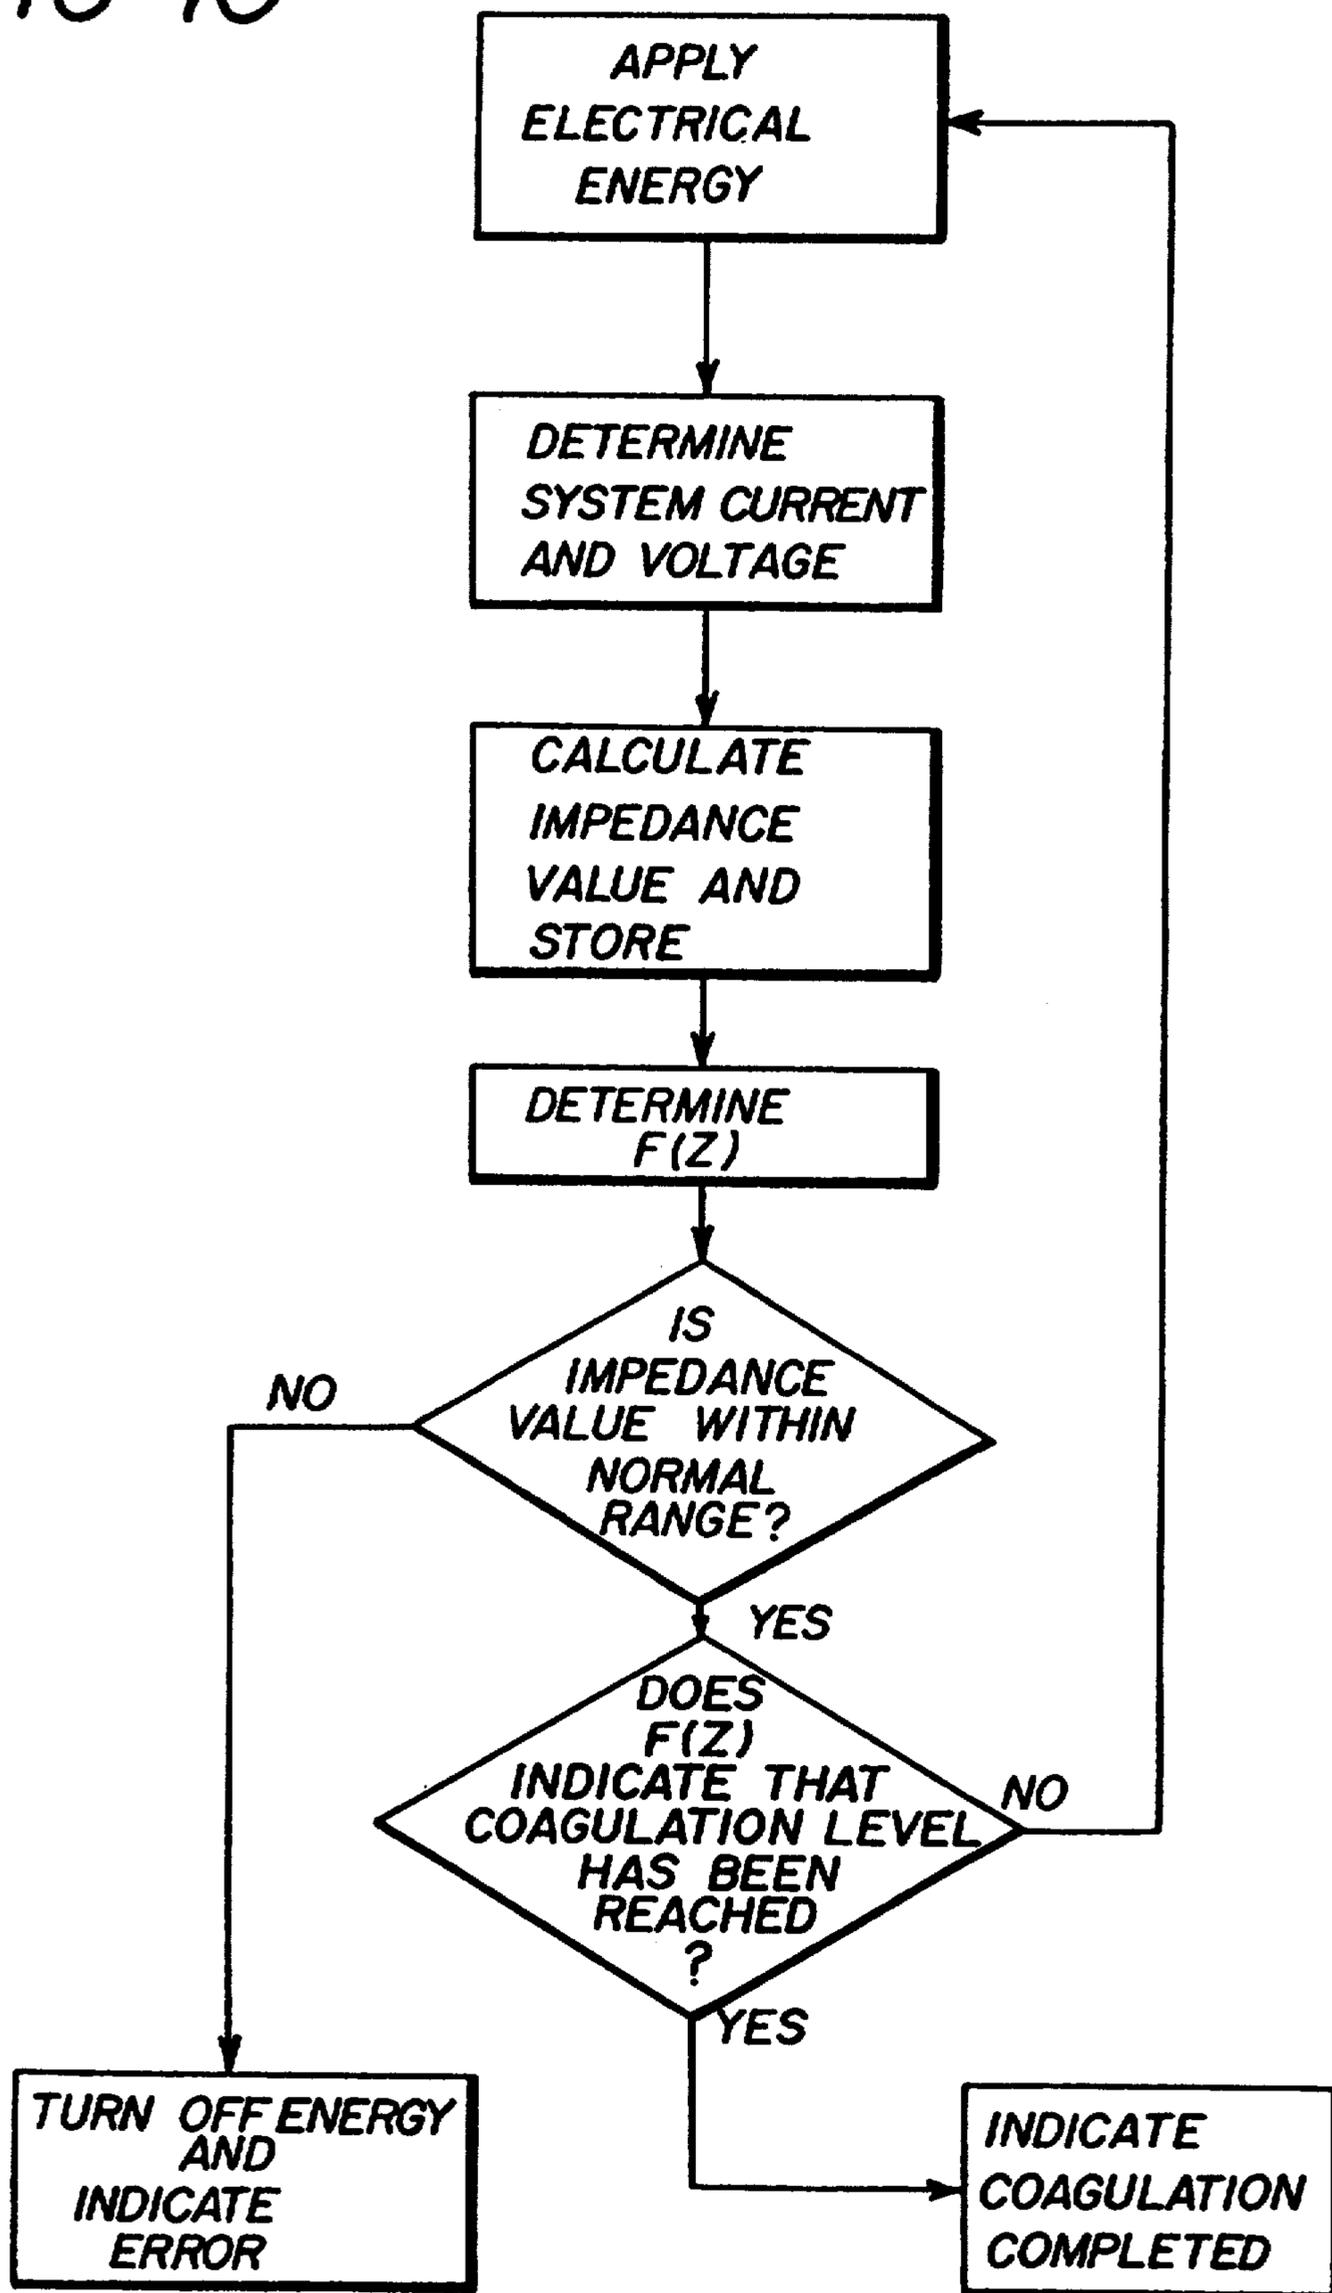 APPLY
ELECTRICAL
ENERGY
DETERMINE
SYSTEM CURRENT
AND VOLTAGE
CALCULATE
IMPEDANCE
VALUE AND
STORE
DETERMINE
F(Z)
IS
IMPEDANCE
VALUE WITHIN
NORMAL
RANGE?
NO
YES
DOES
F(Z)
INDICATE THAT
COAGULATION LEVEL
HAS BEEN
REACHED
?
NO
YES
TURN OFF ENERGY
AND
INDICATE
ERROR
INDICATE
COAGULATION
COMPLETED